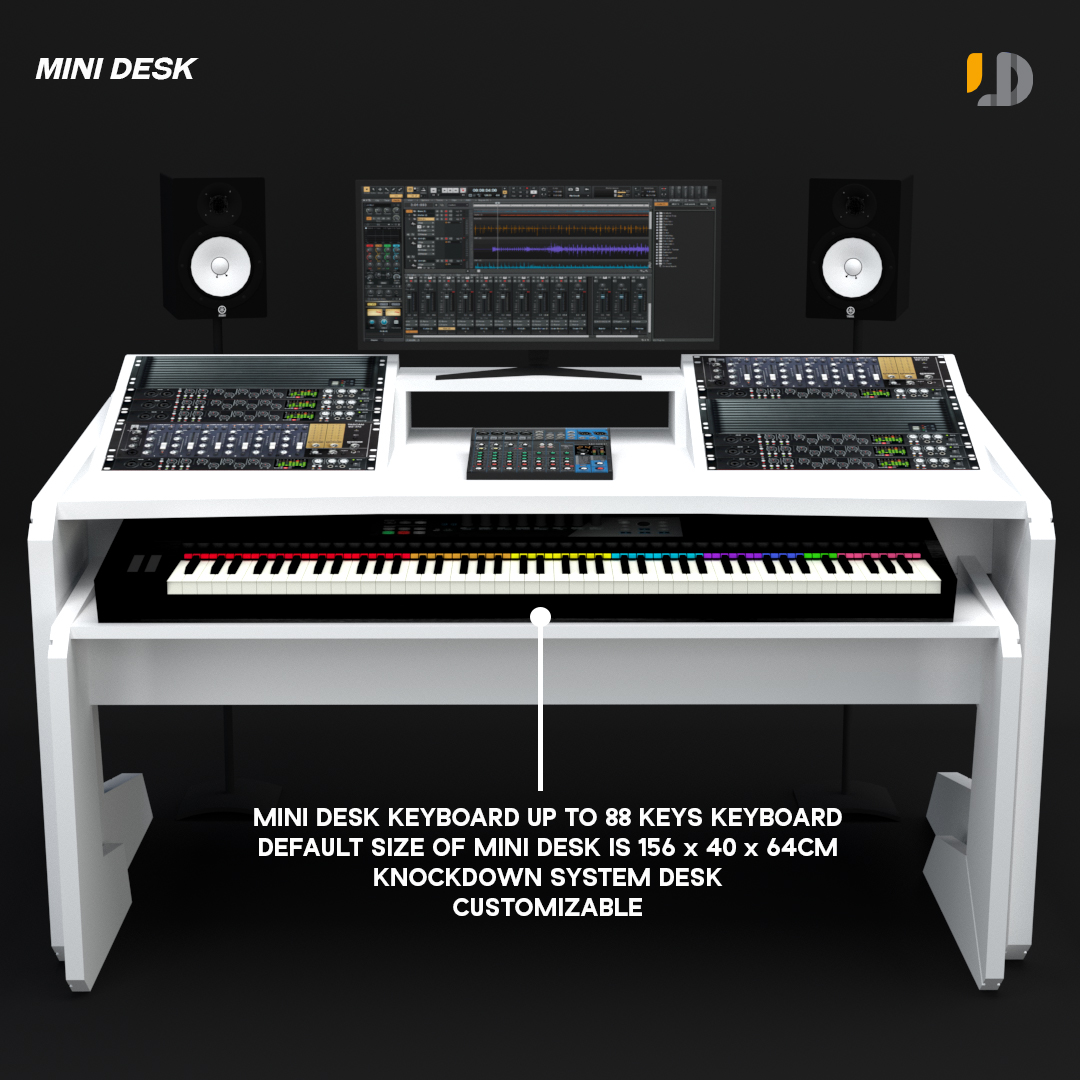 MINI DESK
MINI DESK KEYBOARD UP TO 88 KEYS KEYBOARD
DEFAULT SIZE OF MINI DESK IS 156 x 40 x 64CM
KNOCKDOWN SYSTEM DESK
CUSTOMIZABLE